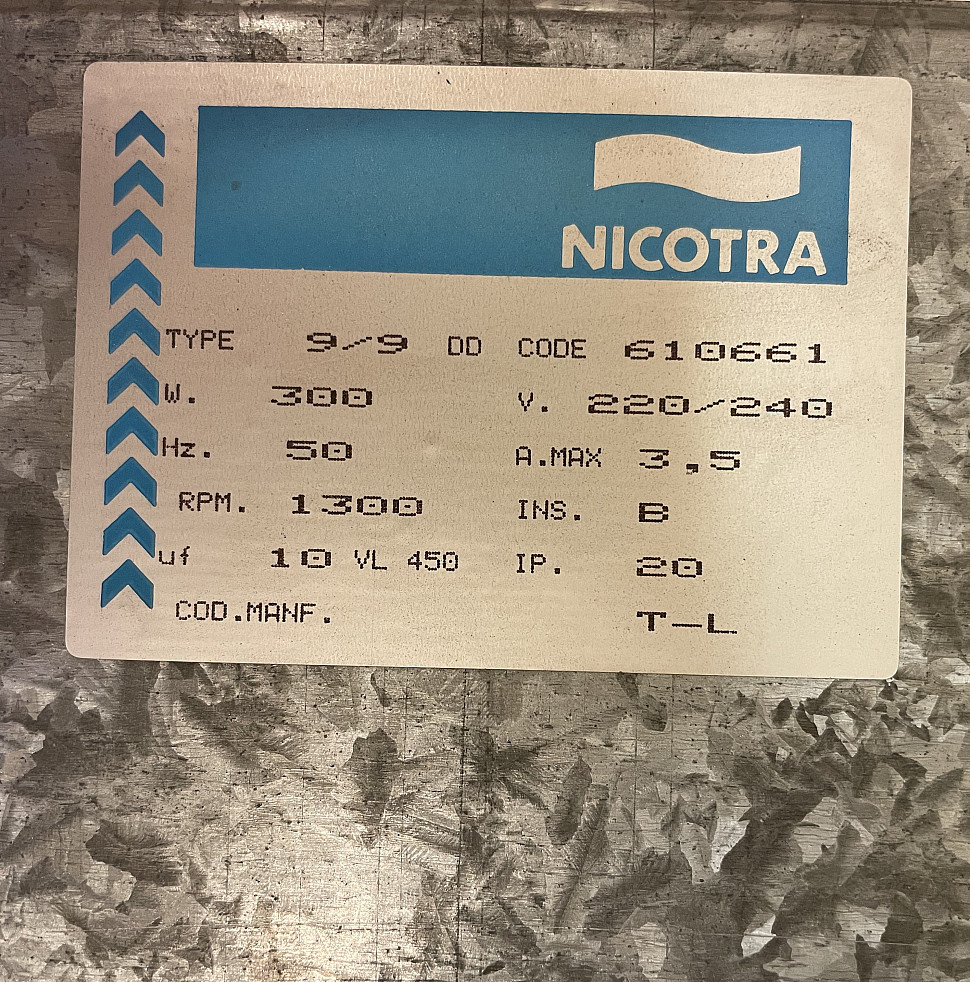 NICOTRA
TYPE 9/9 DD CODE 610661
W. 300 V. 220/240
Hz. 50 A.MAX 3,5
RPM. 1300 INS. B
uf 10 VL 450 IP. 20
COD.MANF. T-L